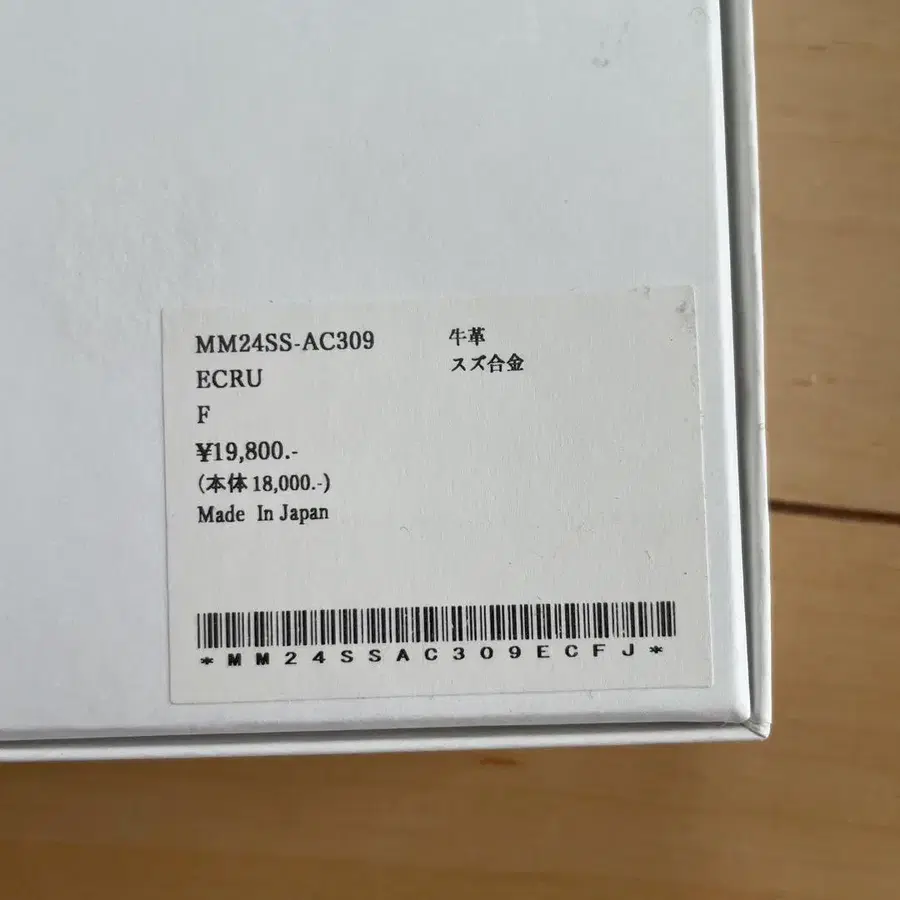 MM24SS-AC309
ECRU
F
¥19,800.-
(本体 18,000.-)
Made In Japan
牛革
スズ合金
*MM24SSAC309ECFJ*